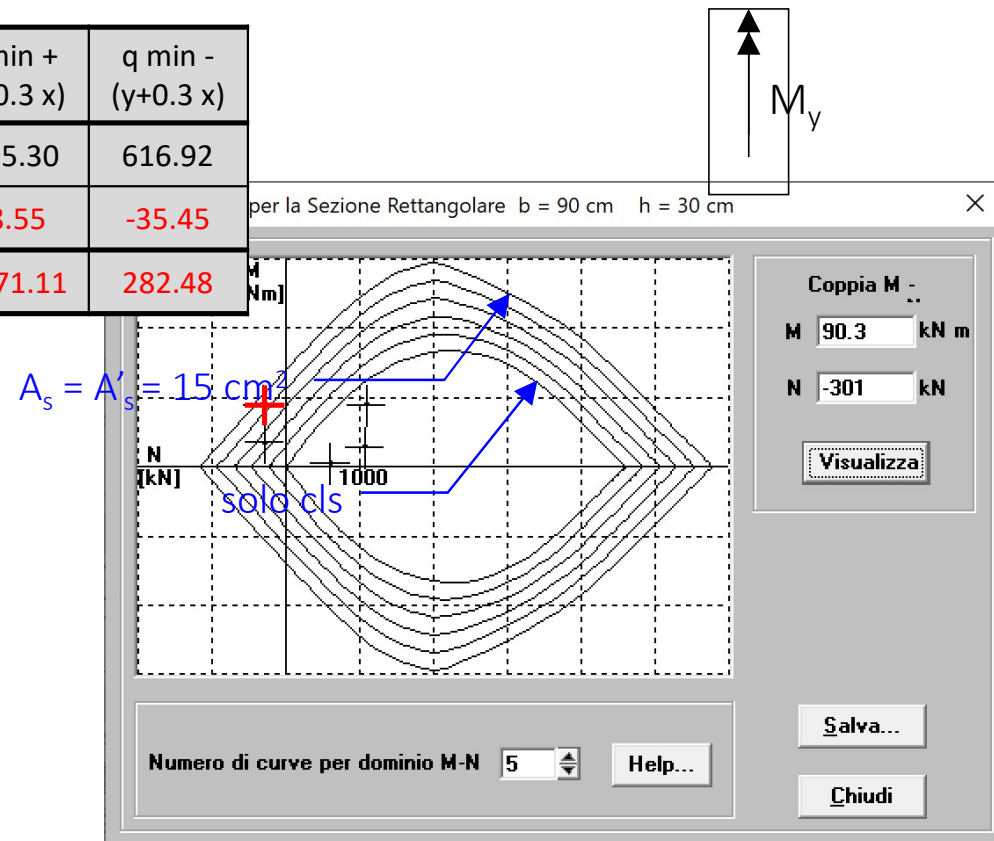 min + q min -
0.3 x) (y+0.3 x)
5.30 616.92
.55 -35.45
71.11 282.48
My
per la Sezione Rettangolare b = 90 cm h = 30 cm
M
Nm]
As = A's = 15 cm2
N
[kN]
1000
solo cls
Coppia M -
M 90.3 kN m
N -301 kN
Visualizza
Numero di curve per dominio M-N 5 Help...
Salva...
Chiudi